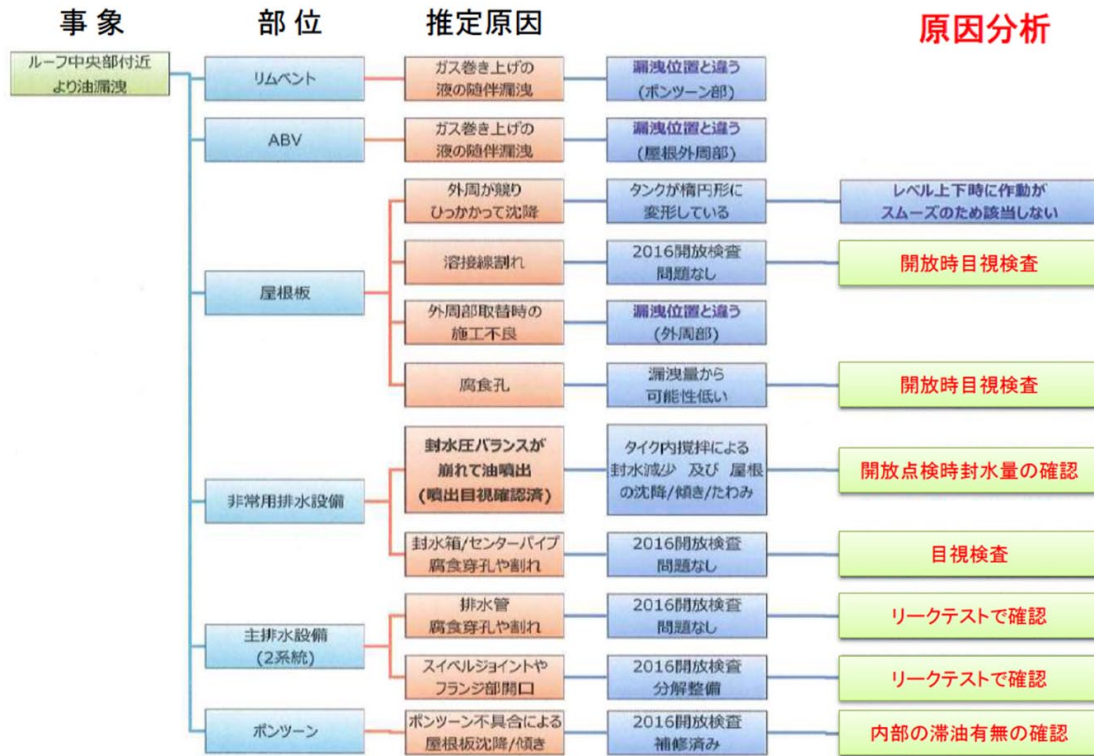 事 象
部 位
推定原因
原因分析
ルーフ中央部付近
より油漏洩
リムベント
ガス巻き上げの
液の随伴漏洩
漏洩位置と違う
(ポンツーン部)
ABV
ガス巻き上げの
液の随伴漏洩
漏洩位置と違う
(屋根外周部)
屋根板
外周が競り
ひっかかって沈降
タンクが楕円形に
変形している
レベル上下時に作動が
スムーズのため該当しない
溶接線割れ
2016開放検査
問題なし
開放時目視検査
外周部取替時の
施工不良
漏洩位置と違う
(外周部)
腐食孔
漏洩量から
可能性低い
開放時目視検査
非常用排水設備
封水圧バランスが
崩れて油噴出
(噴出目視確認済)
タイク内撹拌による
封水減少 及び 屋根
の沈降/傾き/たわみ
開放点検時封水量の確認
封水箱/センターパイプ
腐食穿孔や割れ
2016開放検査
問題なし
目視検査
主排水設備
(2系統)
排水管
腐食穿孔や割れ
2016開放検査
問題なし
リークテストで確認
スイベルジョイントや
フランジ部開口
2016開放検査
分解整備
リークテストで確認
ポンツーン
ポンツーン不具合による
屋根板沈降/傾き
2016開放検査
補修済み
内部の滞油有無の確認